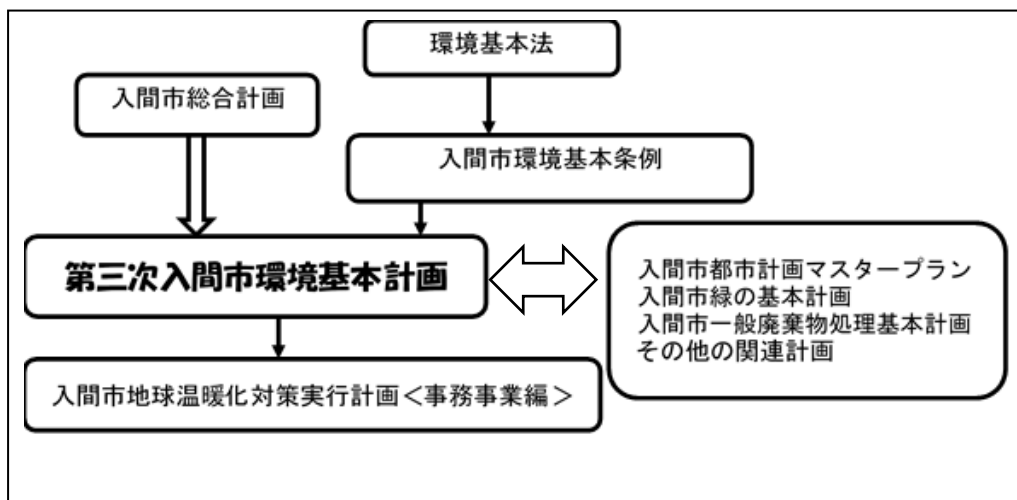 環境基本法
入間市総合計画
入間市環境基本条例
第三次入間市環境基本計画
入間市都市計画マスタープラン
入間市緑の基本計画
入間市一般廃棄物処理基本計画
その他の関連計画
入間市地球温暖化対策実行計画<事務事業編>